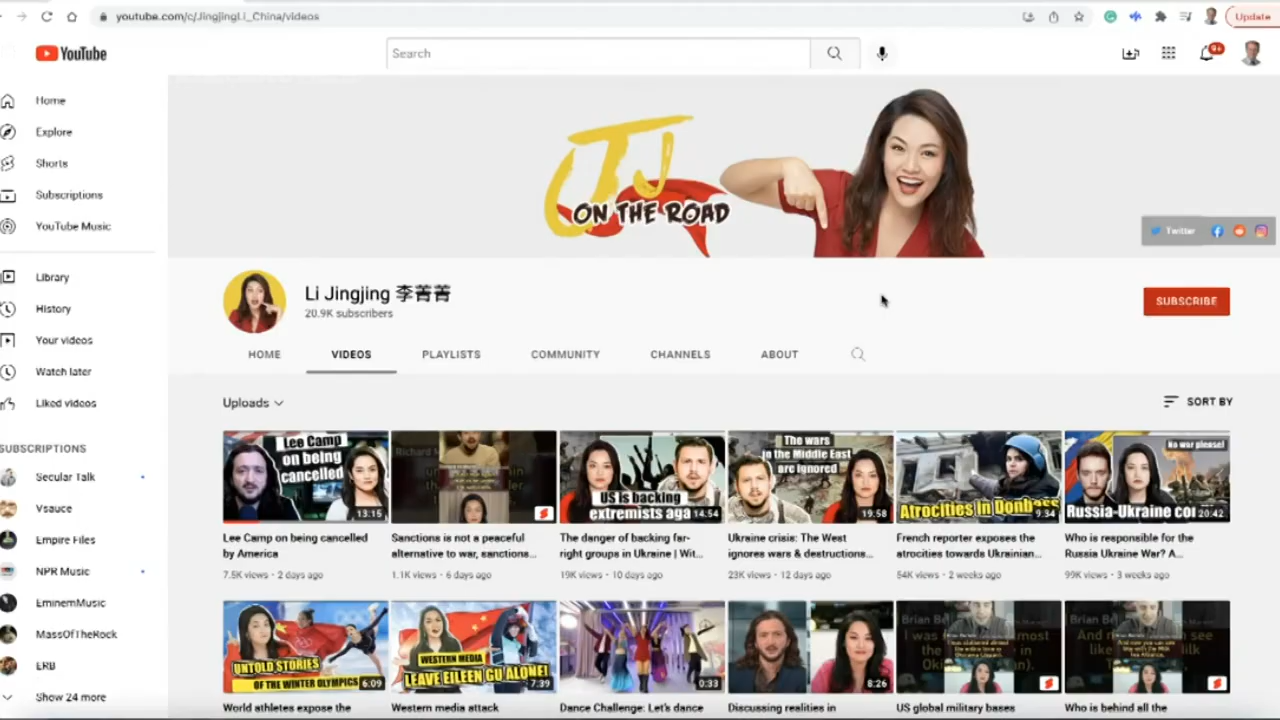 youtube.com/c/JingjingLi_China/videos
Update
YouTube
Search
9+
Home
Explore
Shorts
Subscriptions
YouTube Music
Library
History
Your videos
Watch later
Liked videos
SUBSCRIPTIONS
Secular Talk
Vsauce
Empire Files
NPR Music
EminemMusic
MassOfTheRock
ERB
Show 24 more
JJ
ON THE ROAD
Twitter
Li Jingjing 李菁菁
20.9K subscribers
SUBSCRIBE
HOME
VIDEOS
PLAYLISTS
COMMUNITY
CHANNELS
ABOUT
Uploads
SORT BY
Lee Camp
on being
cancelled
13:15
US is backing
extremists aga
14:54
The wars
in the Middle East
are ignored
19:58
Atrocities in Donbass
9:34
No war please!
Russia-Ukraine co
20:42
Lee Camp on being cancelled
by America
7.5K views • 2 days ago
Sanctions is not a peaceful
alternative to war, sanctions...
1.1K views • 6 days ago
The danger of backing far-
right groups in Ukraine | Wit...
19K views • 10 days ago
Ukraine crisis: The West
ignores wars & destructions...
23K views • 12 days ago
French reporter exposes the
atrocities towards Ukrainian...
54K views • 2 weeks ago
Who is responsible for the
Russia Ukraine War? A...
99K views • 3 weeks ago
UNTOLD STORIES
OF THE WINTER OLYMPICS
6:09
WESTERN MEDIA
LEAVE EILEEN GU ALONE!
7:39
0:33
8:26
World athletes expose the
Western media attack
Dance Challenge: Let's dance
Discussing realities in
US global military bases
Who is behind all the